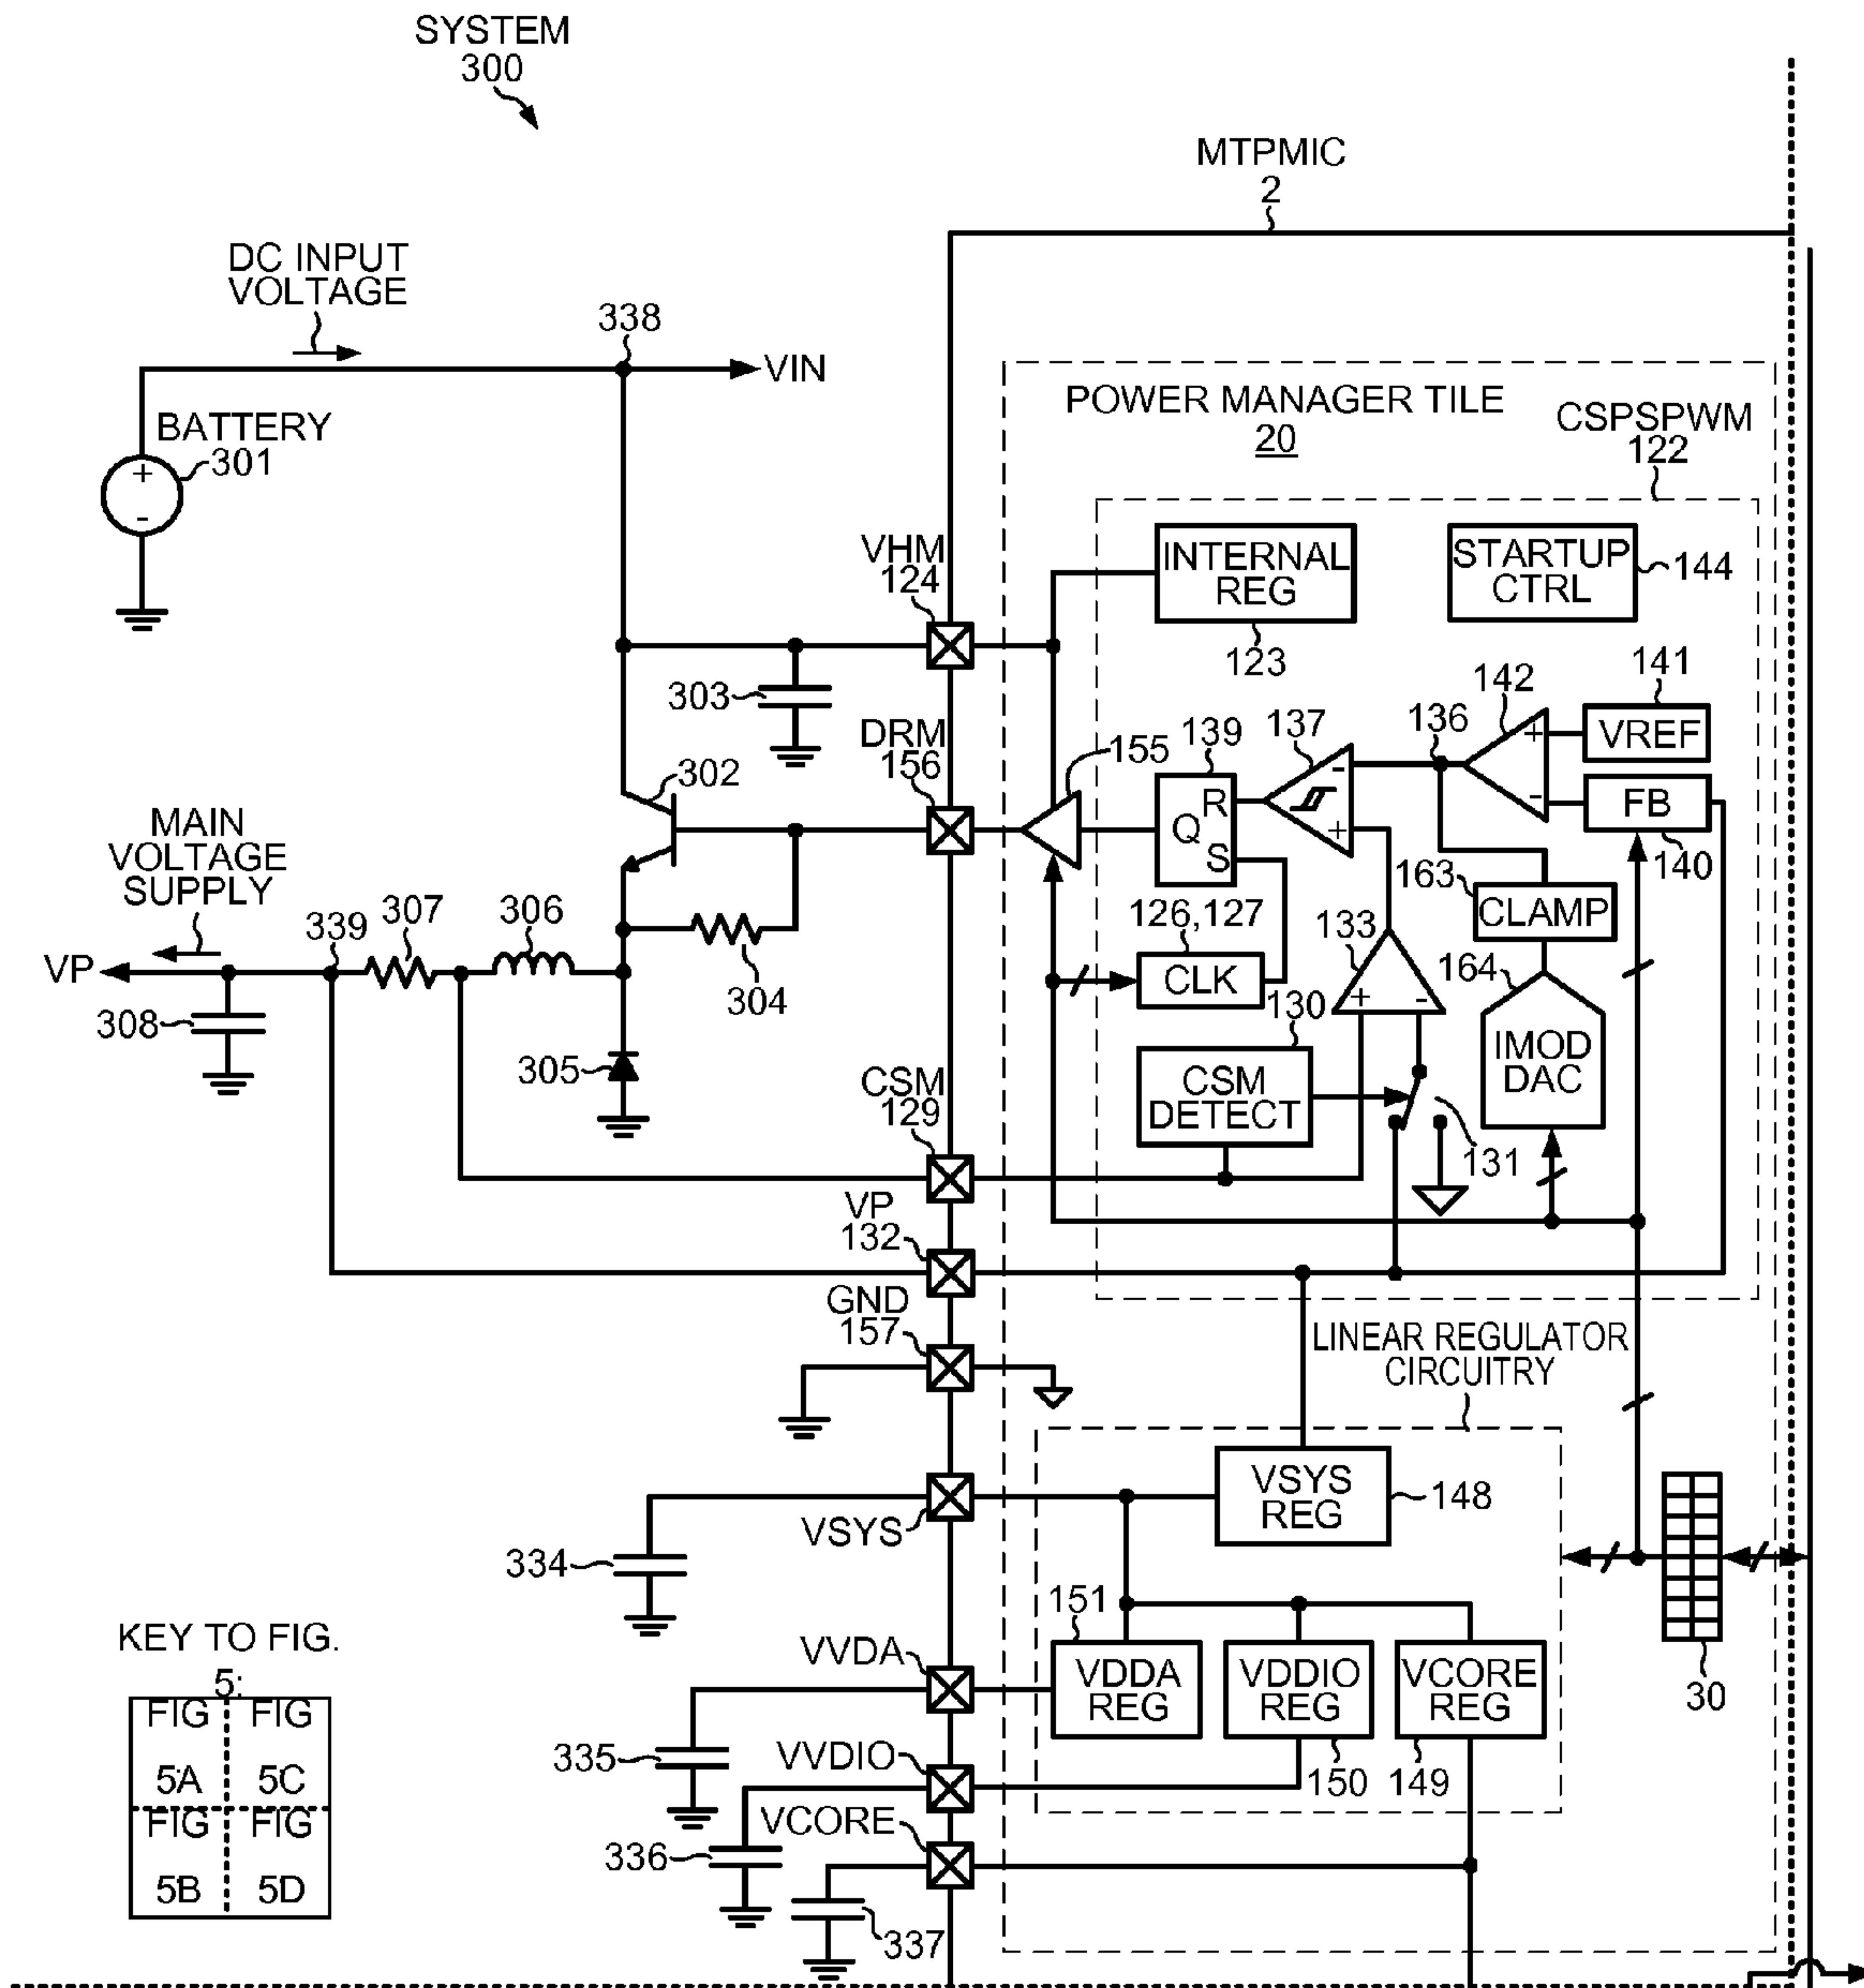 SYSTEM
300
MTPMIC
2
DC INPUT
VOLTAGE
338
VIN
BATTERY
301
+
-
POWER MANAGER TILE
20
CSPSPWM
122
VHM
124
INTERNAL
REG
123
STARTUP
CTRL
144
303
DRM
156
302
155
139
R
Q
S
137
-
+
136
142
+
-
141
VREF
FB
140
MAIN
VOLTAGE
SUPPLY
VP
339
307
306
304
308
305
126,127
CLK
133
+ -
163
CLAMP
164
IMOD
DAC
130
CSM
DETECT
131
CSM
129
VP
132
GND
157
LINEAR REGULATOR
CIRCUITRY
VSYS
REG
148
VSYS
334
151
VDDA
REG
VDDIO
REG
150
VCORE
REG
149
30
VVDA
335
VVDIO
336
VCORE
337
KEY TO FIG.
5:
FIG FIG
5A 5C
FIG FIG
5B 5D